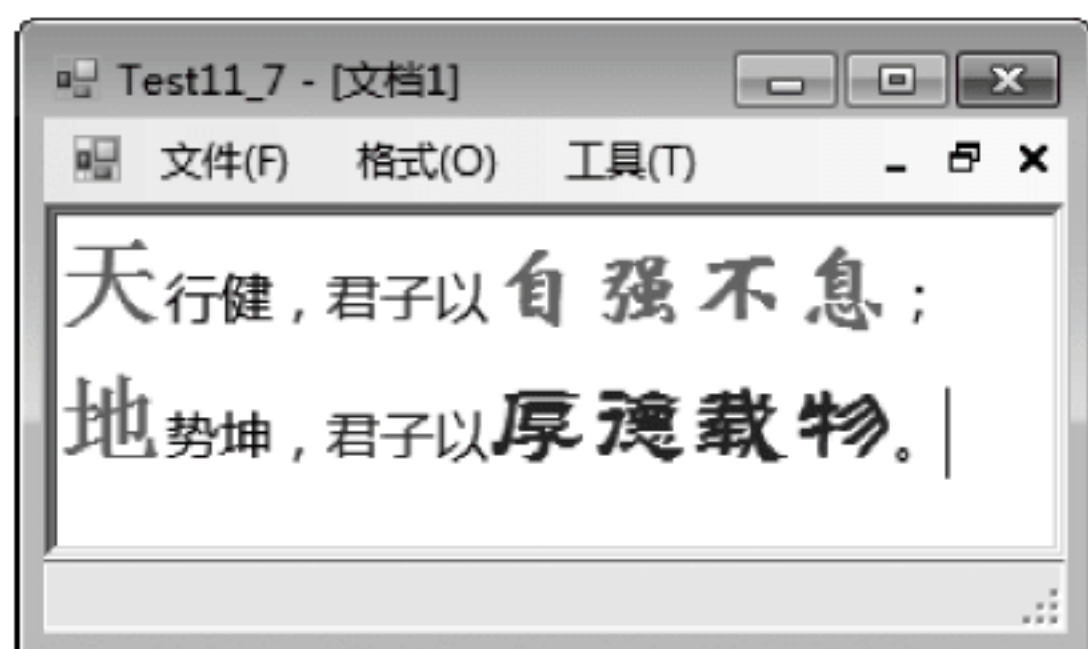 Test11_7 - [文档1]
文件(F) 格式(O) 工具(T)
天行健，君子以自强不息；
地势坤，君子以厚德载物。